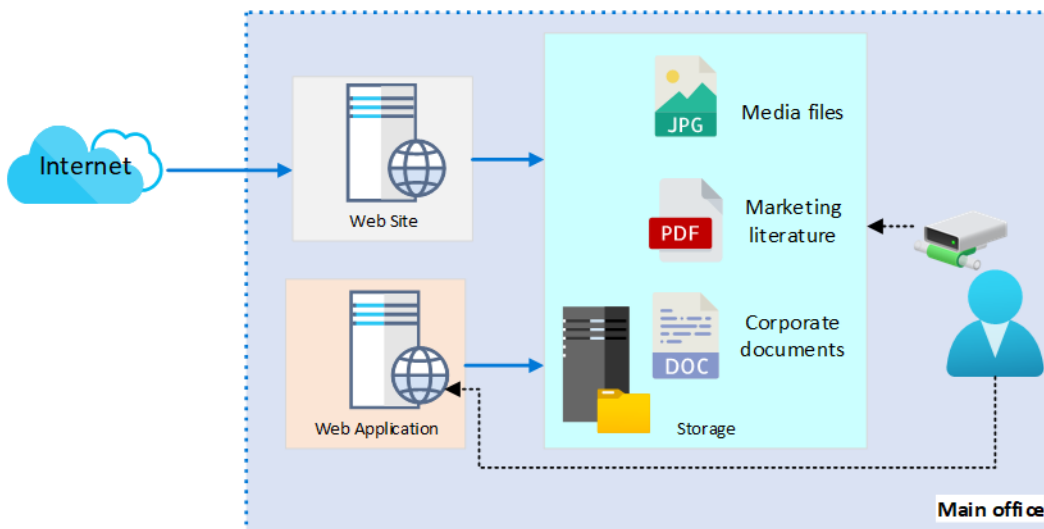 Internet
Web Site
Web Application
JPG
Media files
PDF
Marketing
literature
DOC
Corporate
documents
Storage
Main office